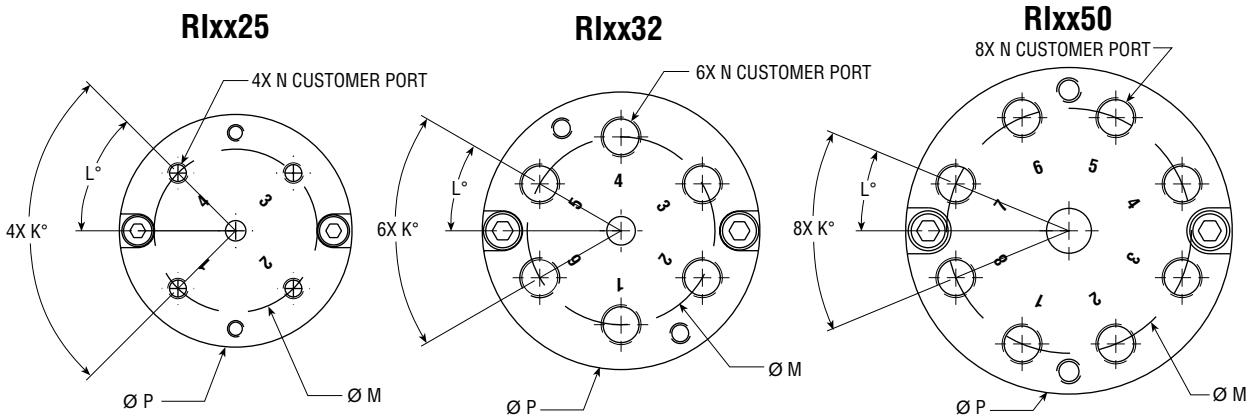 RIxx25
4X N CUSTOMER PORT
L°
4X K°
4
3
1
2
Ø P
Ø M
RIxx32
6X N CUSTOMER PORT
L°
6X K°
4
5
3
6
2
1
Ø P
Ø M
RIxx50
8X N CUSTOMER PORT
L°
8X K°
6
5
7
4
8
3
1
2
Ø P
Ø M